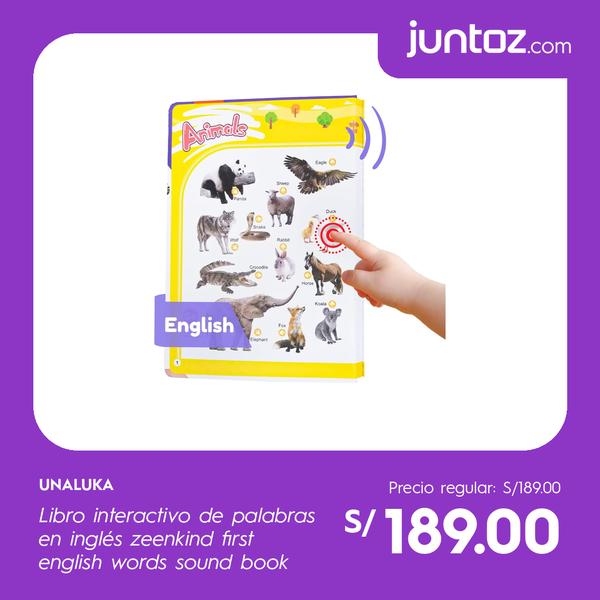 juntoz.com
Animals
Panda
Sheep
Eagle
Wolf
Snake
Rabbit
Duck
Crocodile
Horse
Elephant
Fox
Koala
English
1
UNALUKA
Libro interactivo de palabras
en inglés zeenkind first
english words sound book
Precio regular: S/189.00
S/ 189.00